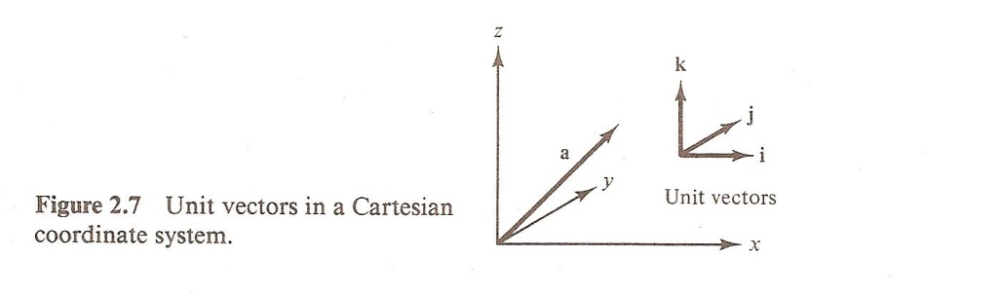 z
k
j
a
i
y
Figure 2.7 Unit vectors in a Cartesian
coordinate system.
Unit vectors
x